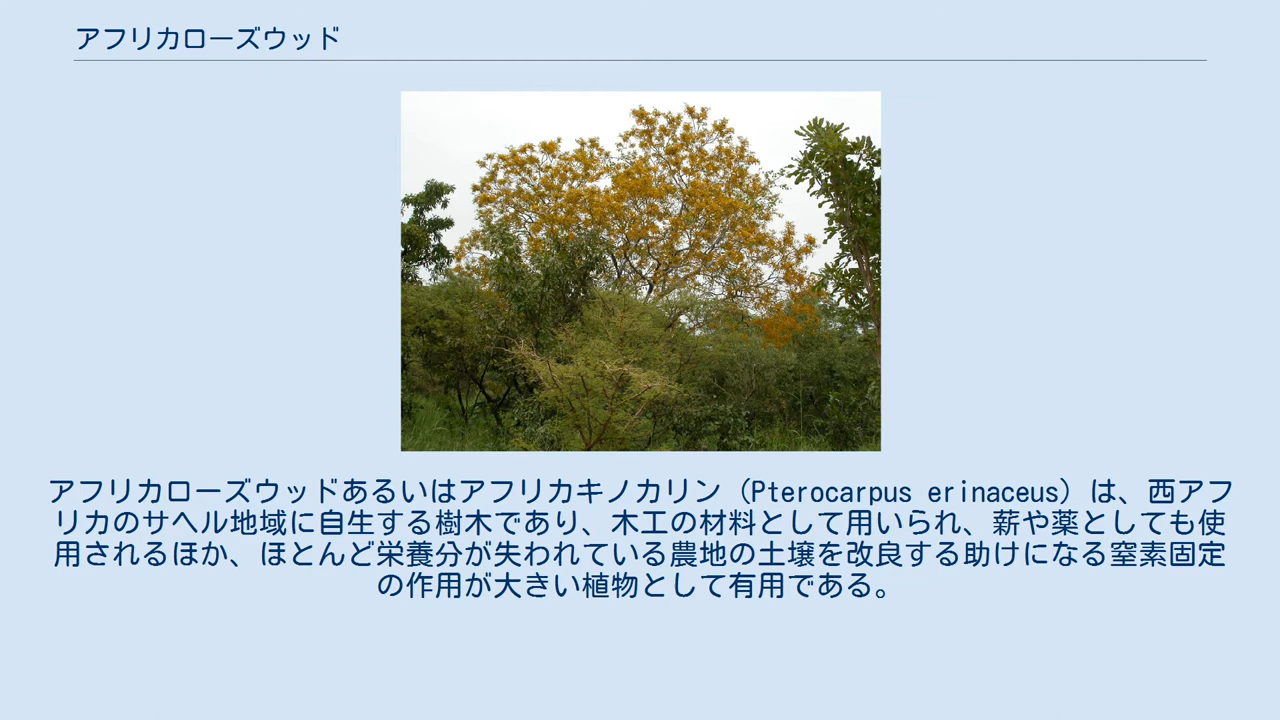 アフリカローズウッド
アフリカローズウッドあるいはアフリカキノカリン（Pterocarpus erinaceus）は、西アフ
リカのサヘル地域に自生する樹木であり、木工の材料として用いられ、薪や薬としても使
用されるほか、ほとんど栄養分が失われている農地の土壌を改良する助けになる窒素固定
の作用が大きい植物として有用である。